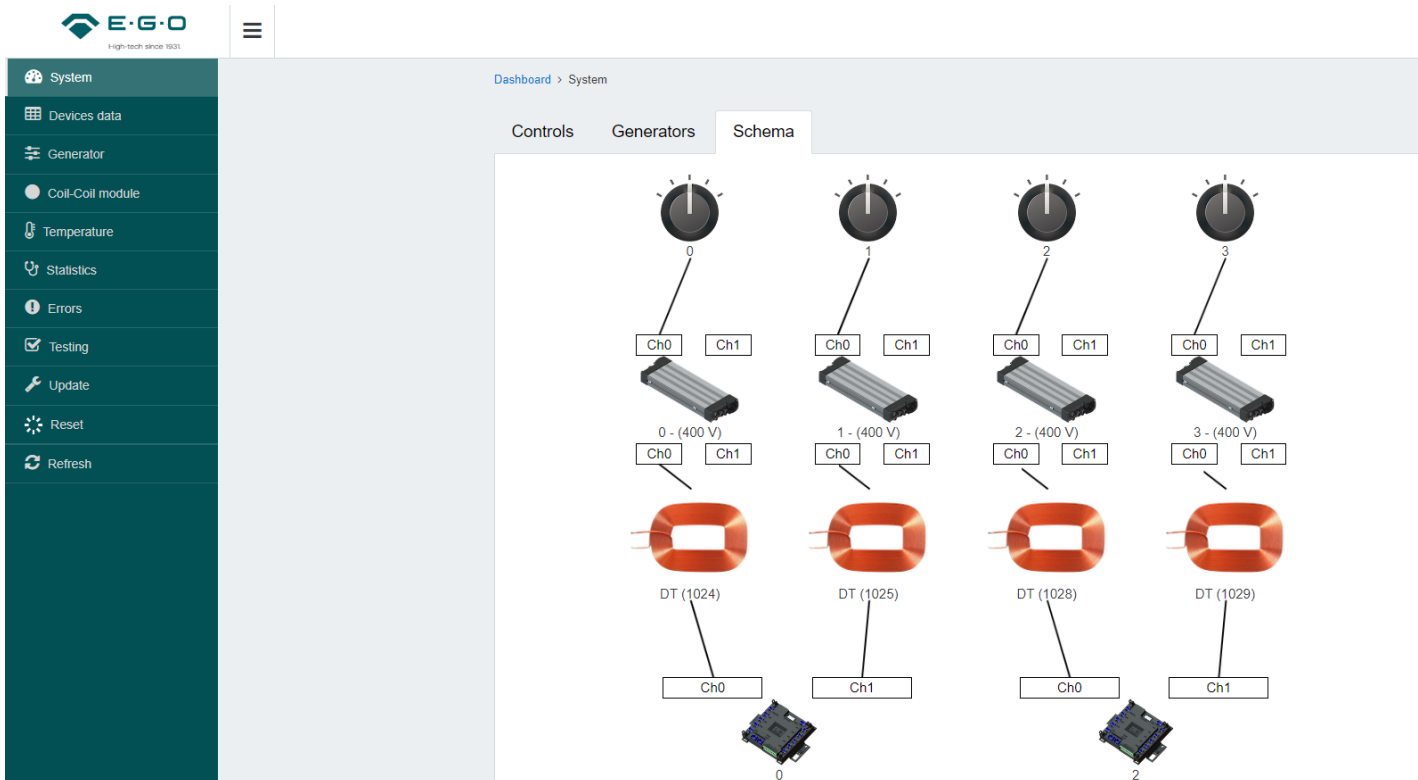 E·G·O
High-tech since 1931.
System
Devices data
Generator
Coil-Coil module
Temperature
Statistics
Errors
Testing
Update
Reset
Refresh
Dashboard > System
Controls Generators Schema
0 1 2 3
Ch0 Ch1 Ch0 Ch1 Ch0 Ch1 Ch0 Ch1
0 - (400 V) 1 - (400 V) 2 - (400 V) 3 - (400 V)
Ch0 Ch1 Ch0 Ch1 Ch0 Ch1 Ch0 Ch1
DT (1024) DT (1025) DT (1028) DT (1029)
Ch0 Ch1 Ch0 Ch1
0 2